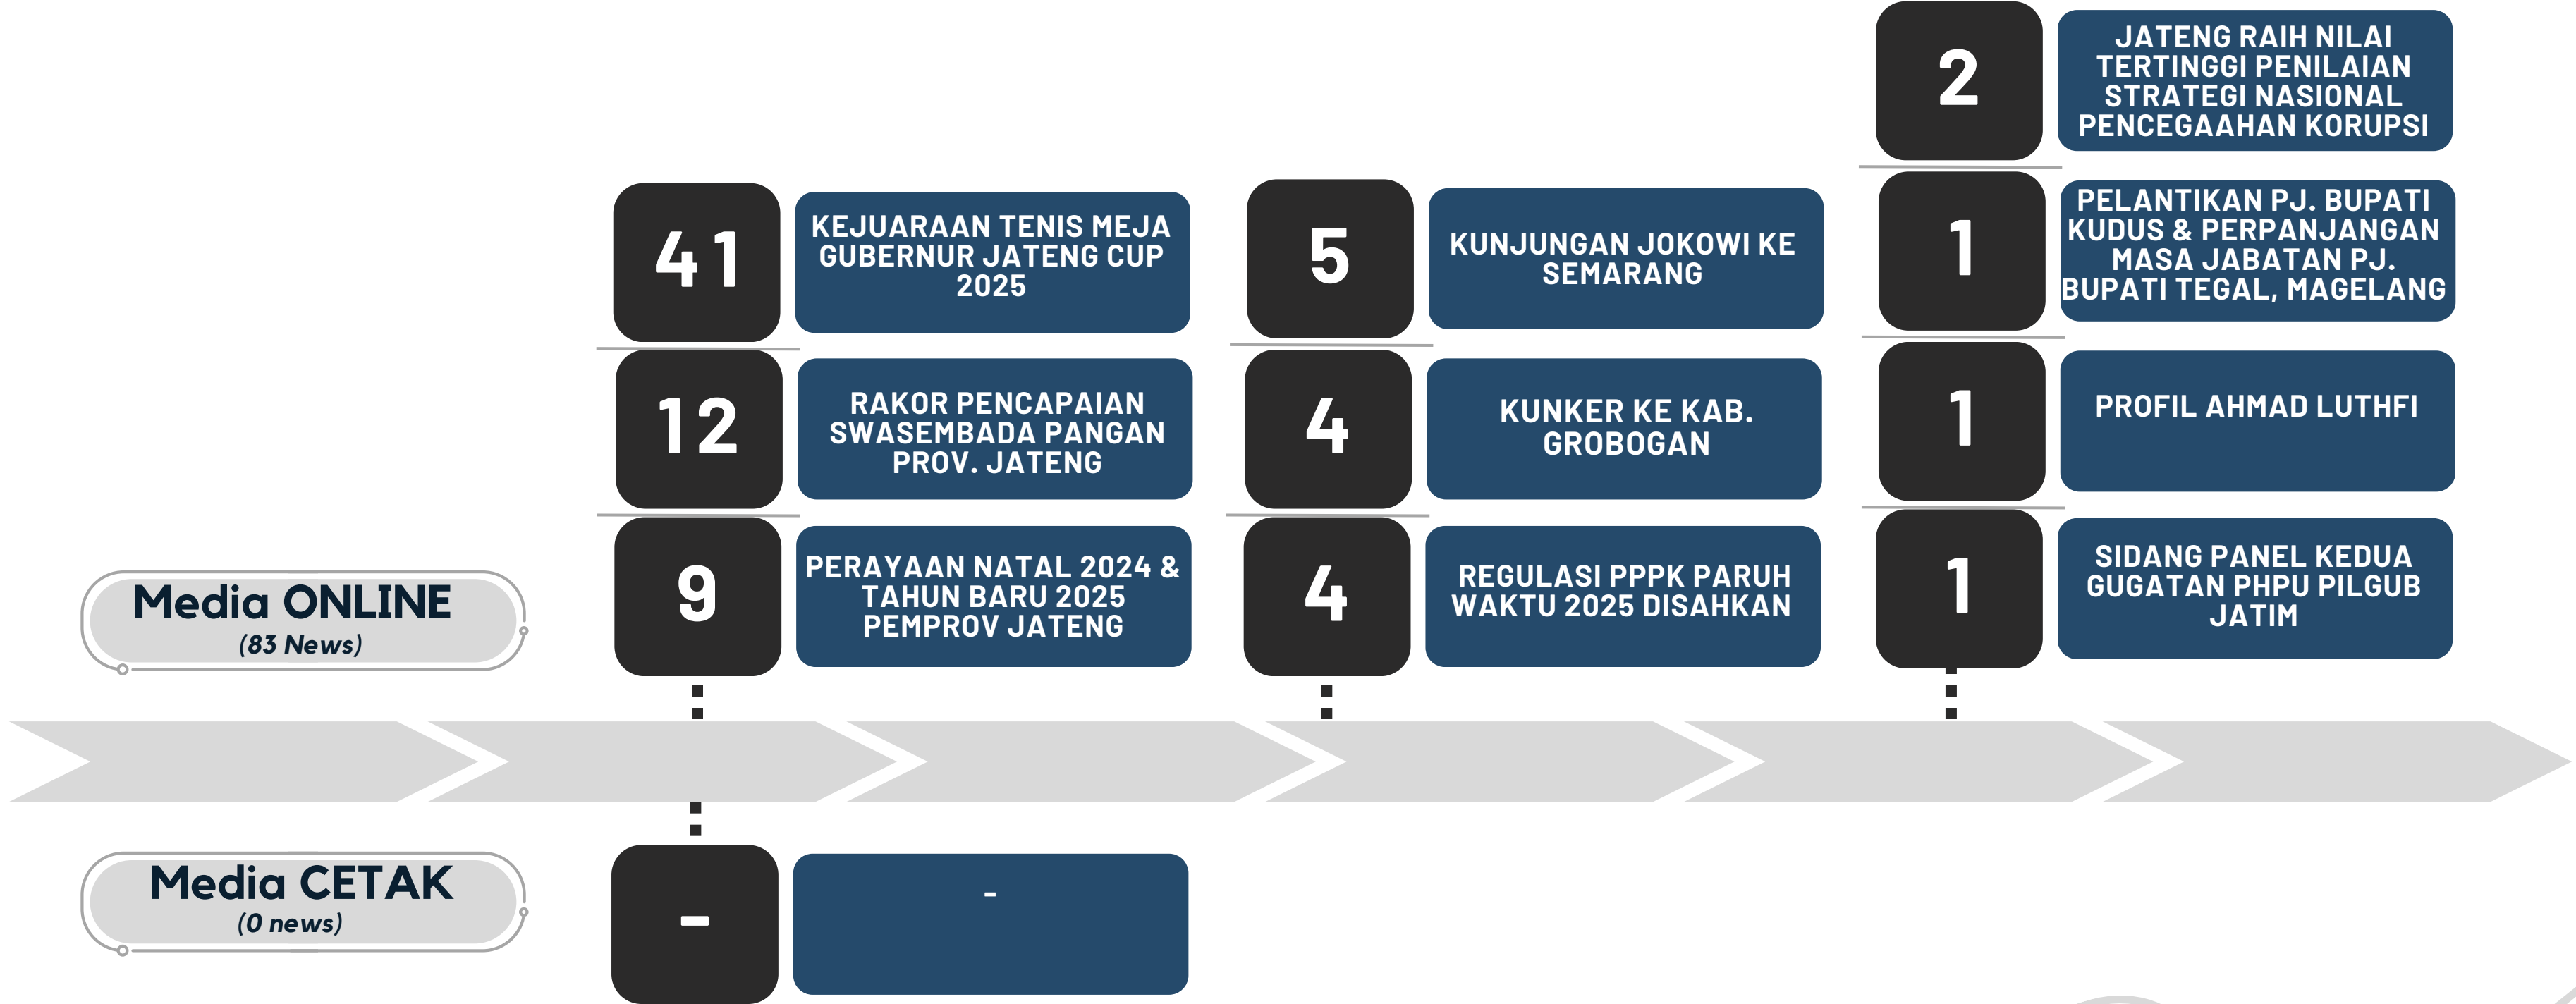 Media ONLINE
(83 News)
41
KEJUARAAN TENIS MEJA
GUBERNUR JATENG CUP
2025
12
RAKOR PENCAPAIAN
SWASEMBADA PANGAN
PROV. JATENG
9
PERAYAAN NATAL 2024 &
TAHUN BARU 2025
PEMPROV JATENG
5
KUNJUNGAN JOKOWI KE
SEMARANG
4
KUNKER KE KAB.
GROBOGAN
4
REGULASI PPPK PARUH
WAKTU 2025 DISAHKAN
2
JATENG RAIH NILAI
TERTINGGI PENILAIAN
STRATEGI NASIONAL
PENCEGAAHAN KORUPSI
1
PELANTIKAN PJ. BUPATI
KUDUS & PERPANJANGAN
MASA JABATAN PJ.
BUPATI TEGAL, MAGELANG
1
PROFIL AHMAD LUTHFI
1
SIDANG PANEL KEDUA
GUGATAN PHPU PILGUB
JATIM
Media CETAK
(0 news)
-
-